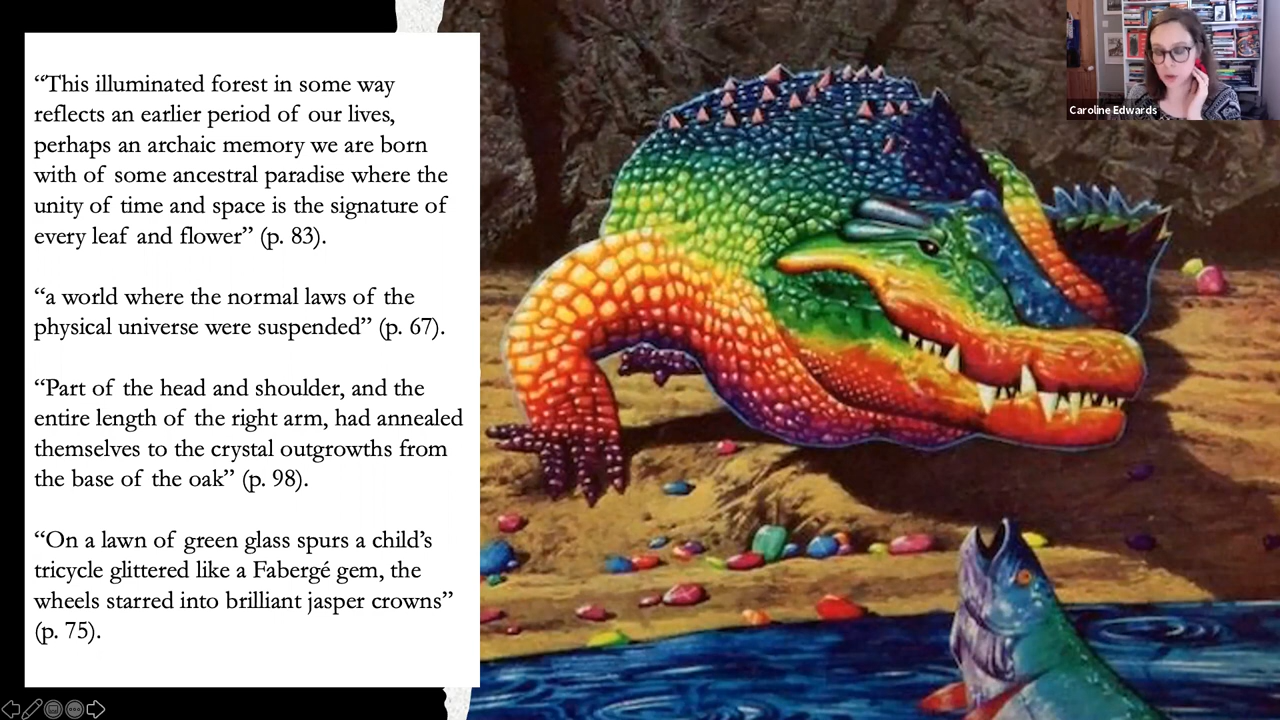 “This illuminated forest in some way
reflects an earlier period of our lives,
perhaps an archaic memory we are born
with of some ancestral paradise where the
unity of time and space is the signature of
every leaf and flower” (p. 83).
“a world where the normal laws of the
physical universe were suspended” (p. 67).
“Part of the head and shoulder, and the
entire length of the right arm, had annealed
themselves to the crystal outgrowths from
the base of the oak” (p. 98).
“On a lawn of green glass spurs a child’s
tricycle glittered like a Fabergé gem, the
wheels starred into brilliant jasper crowns”
(p. 75).
Caroline Edwards